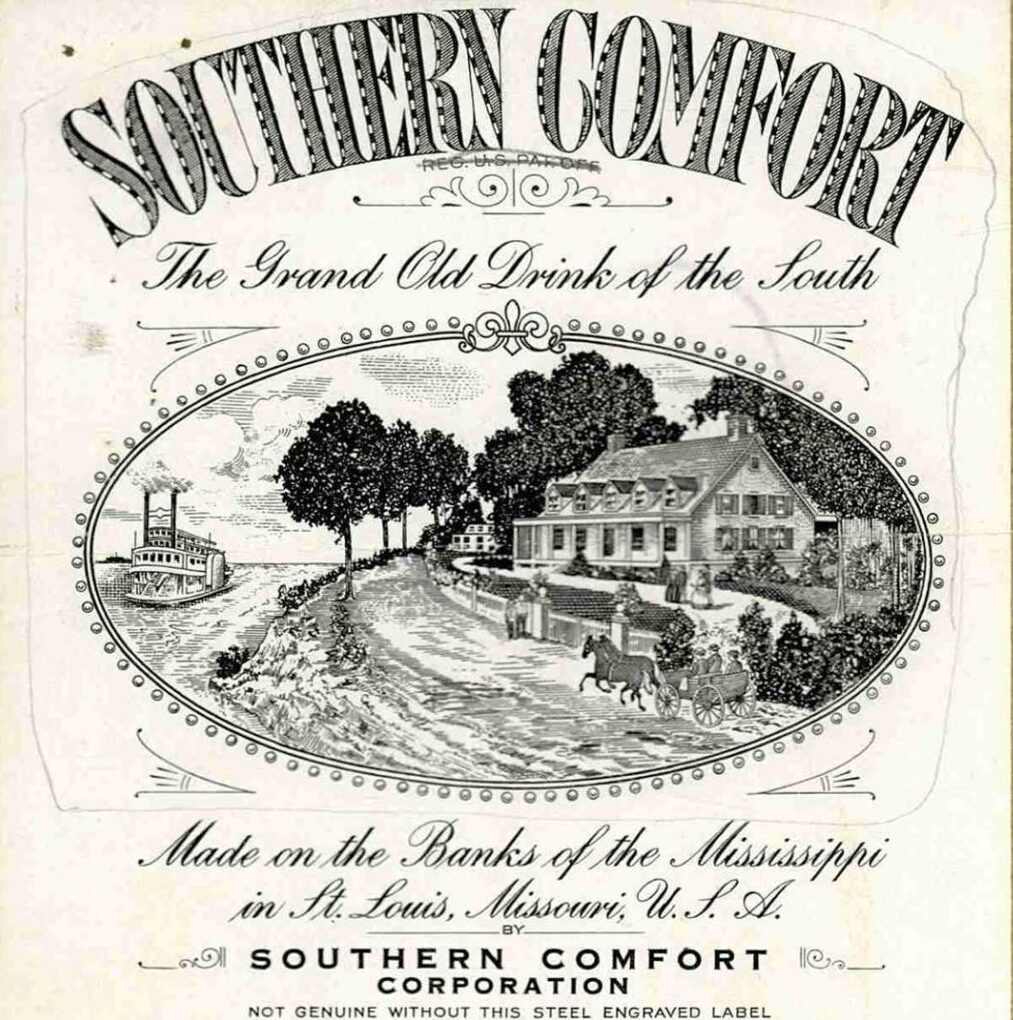 SOUTHERN COMFORT
REG. U.S. PAT. OFF.
The Grand Old Drink of the South
Made on the Banks of the Mississippi
in St. Louis, Missouri, U. S. A.
BY
SOUTHERN COMFORT
CORPORATION
NOT GENUINE WITHOUT THIS STEEL ENGRAVED LABEL